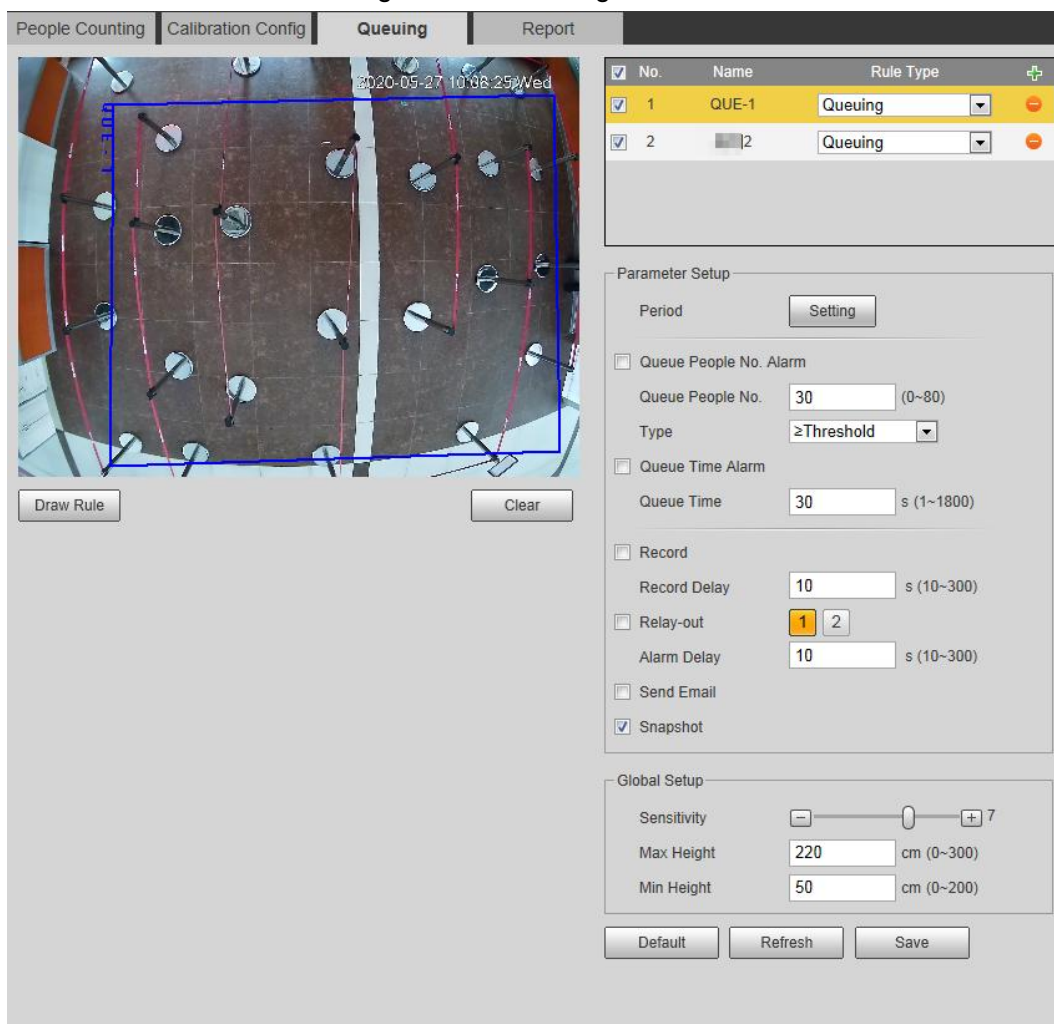 People Counting Calibration Config Queuing Report
2020-05-27 10:08:25 Wed
QUE-1
No. Name Rule Type
1 QUE-1 Queuing
2 2 Queuing
Parameter Setup
Period Setting
Queue People No. Alarm
Queue People No. 30 (0~80)
Type ≥Threshold
Queue Time Alarm
Queue Time 30 s (1~1800)
Draw Rule Clear
Record
Record Delay 10 s (10~300)
Relay-out 1 2
Alarm Delay 10 s (10~300)
Send Email
Snapshot
Global Setup
Sensitivity 7
Max Height 220 cm (0~300)
Min Height 50 cm (0~200)
Default Refresh Save